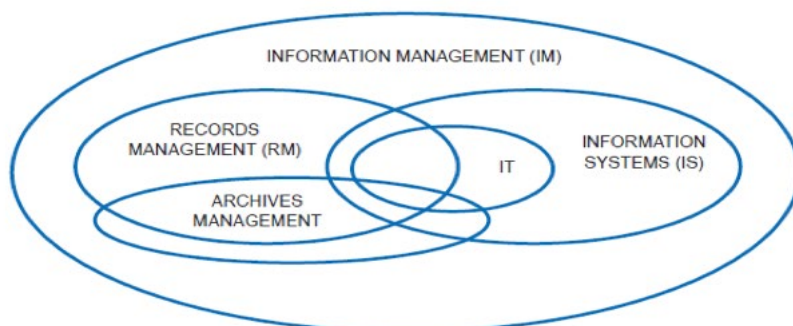 INFORMATION MANAGEMENT (IM)
RECORDS
MANAGEMENT (RM)
INFORMATION
SYSTEMS (IS)
IT
ARCHIVES
MANAGEMENT